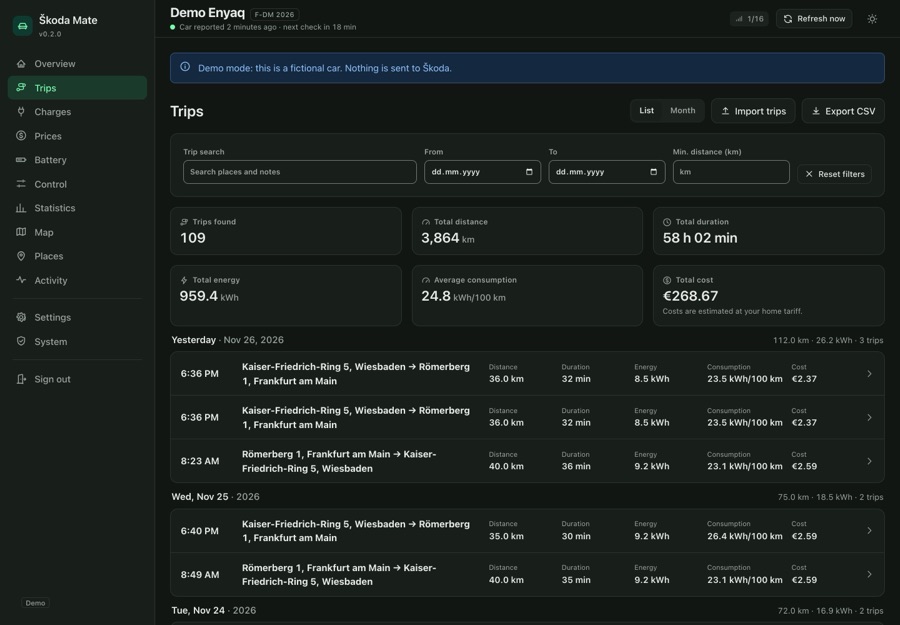 Škoda Mate
v0.2.0
Overview
Trips
Charges
Prices
Battery
Control
Statistics
Map
Places
Activity
Settings
System
Sign out
Demo
Demo Enyaq
F-DM 2026
Car reported 2 minutes ago · next check in 18 min
1/16
Refresh now
Demo mode: this is a fictional car. Nothing is sent to Škoda.
Trips
List
Month
Import trips
Export CSV
Trip search
Search places and notes
From
dd.mm.yyyy
To
dd.mm.yyyy
Min. distance (km)
km
Reset filters
Trips found
109
Total distance
3,864 km
Total duration
58 h 02 min
Total energy
959.4 kWh
Average consumption
24.8 kWh/100 km
Total cost
€268.67
Costs are estimated at your home tariff.
Yesterday · Nov 26, 2026
112.0 km · 26.2 kWh · 3 trips
6:36 PM
Kaiser-Friedrich-Ring 5, Wiesbaden → Römerberg
1, Frankfurt am Main
Distance
36.0 km
Duration
32 min
Energy
8.5 kWh
Consumption
23.5 kWh/100 km
Cost
€2.37
6:36 PM
Kaiser-Friedrich-Ring 5, Wiesbaden → Römerberg
1, Frankfurt am Main
Distance
36.0 km
Duration
32 min
Energy
8.5 kWh
Consumption
23.5 kWh/100 km
Cost
€2.37
8:23 AM
Römerberg 1, Frankfurt am Main → Kaiser-
Friedrich-Ring 5, Wiesbaden
Distance
40.0 km
Duration
36 min
Energy
9.2 kWh
Consumption
23.1 kWh/100 km
Cost
€2.59
Wed, Nov 25 · 2026
75.0 km · 18.5 kWh · 2 trips
6:40 PM
Kaiser-Friedrich-Ring 5, Wiesbaden → Römerberg
1, Frankfurt am Main
Distance
35.0 km
Duration
30 min
Energy
9.2 kWh
Consumption
26.4 kWh/100 km
Cost
€2.59
8:49 AM
Römerberg 1, Frankfurt am Main → Kaiser-
Friedrich-Ring 5, Wiesbaden
Distance
40.0 km
Duration
35 min
Energy
9.2 kWh
Consumption
23.1 kWh/100 km
Cost
€2.59
Tue, Nov 24 · 2026
72.0 km · 16.9 kWh · 2 trips